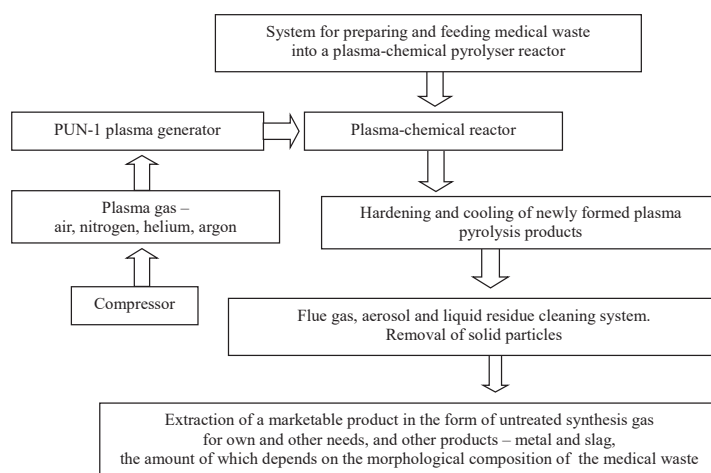 System for preparing and feeding medical waste
into a plasma-chemical pyrolyser reactor
PUN-1 plasma generator
Plasma-chemical reactor
Plasma gas –
air, nitrogen, helium, argon
Hardening and cooling of newly formed plasma
pyrolysis products
Compressor
Flue gas, aerosol and liquid residue cleaning system.
Removal of solid particles
Extraction of a marketable product in the form of untreated synthesis gas
for own and other needs, and other products – metal and slag,
the amount of which depends on the morphological composition of the medical waste